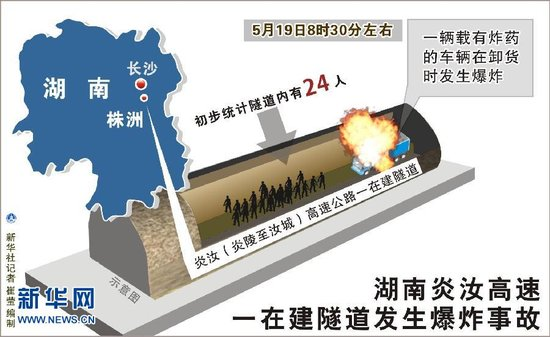 5月19日8时30分左右
一辆载有炸药
的车辆在卸货
时发生爆炸
湖南
长沙
株洲
初步统计隧道内有24人
炎汝（炎陵至汝城）高速公路一在建隧道
示意图
新华社记者 崔莹 编制
新华网
WWW.NEWS.CN
湖南炎汝高速
一在建隧道发生爆炸事故